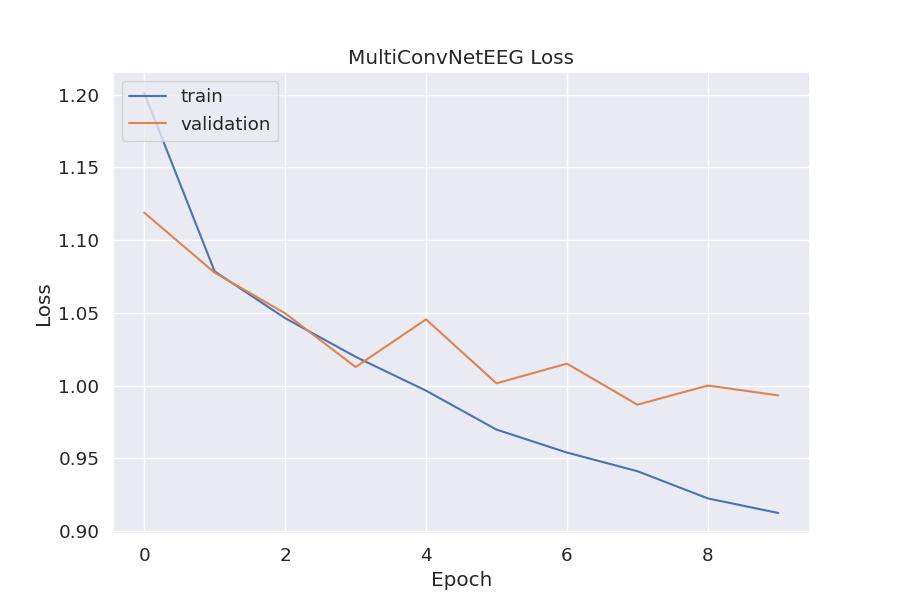 MultiConvNetEEG Loss
train
validation
1.20
1.15
1.10
1.05
1.00
0.95
0.90
Loss
0 2 4 6 8
Epoch